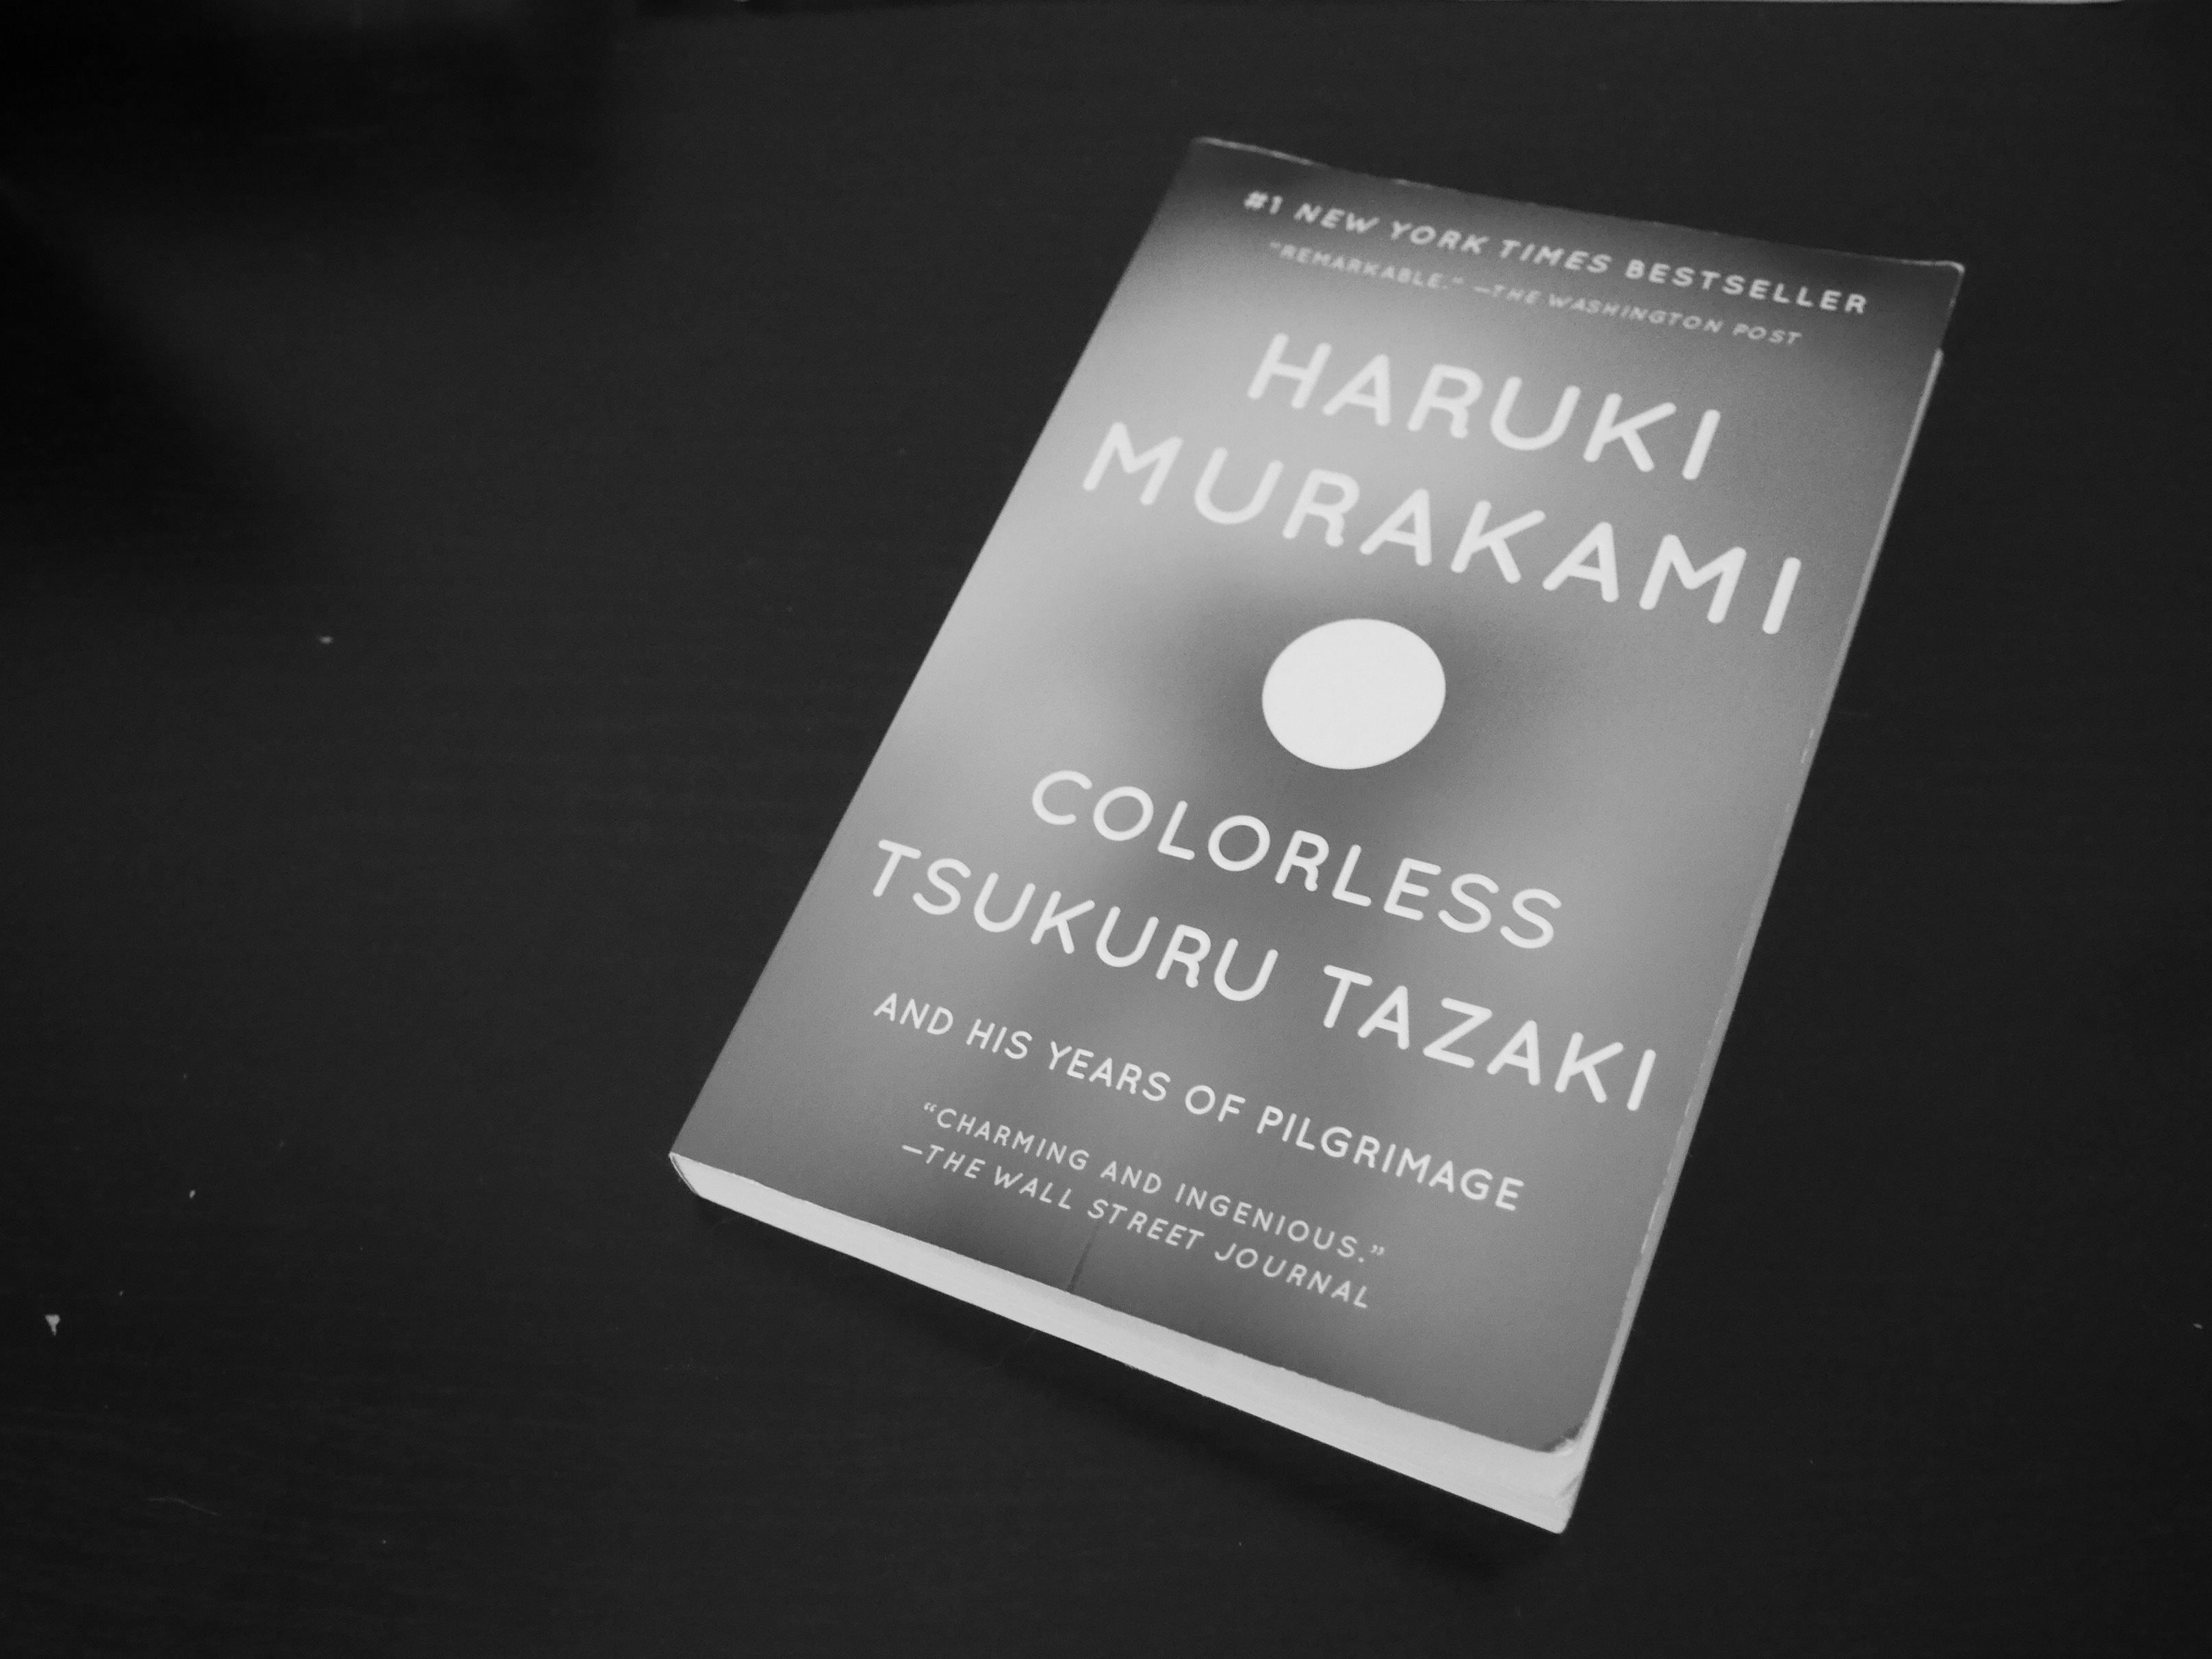 #1 NEW YORK TIMES BESTSELLER
"REMARKABLE." —THE WASHINGTON POST
HARUKI
MURAKAMI
COLORLESS
TSUKURU TAZAKI
AND HIS YEARS OF PILGRIMAGE
“CHARMING AND INGENIOUS.”
—THE WALL STREET JOURNAL